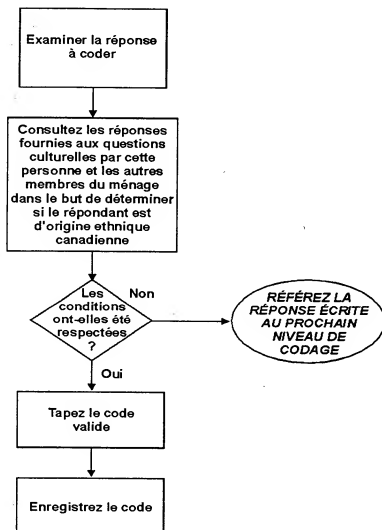 Examiner la réponse
à coder
Consultez les réponses
fournies aux questions
culturelles par cette
personne et les autres
membres du ménage
dans le but de déterminer
si le répondant est
d'origine ethnique
canadienne
Les
conditions
ont-elles été
respectées
?
Non
RÉFÉREZ LA
RÉPONSE ÉCRITE
AU PROCHAIN
NIVEAU DE
CODAGE
Oui
Tapez le code
valide
Enregistrez le code